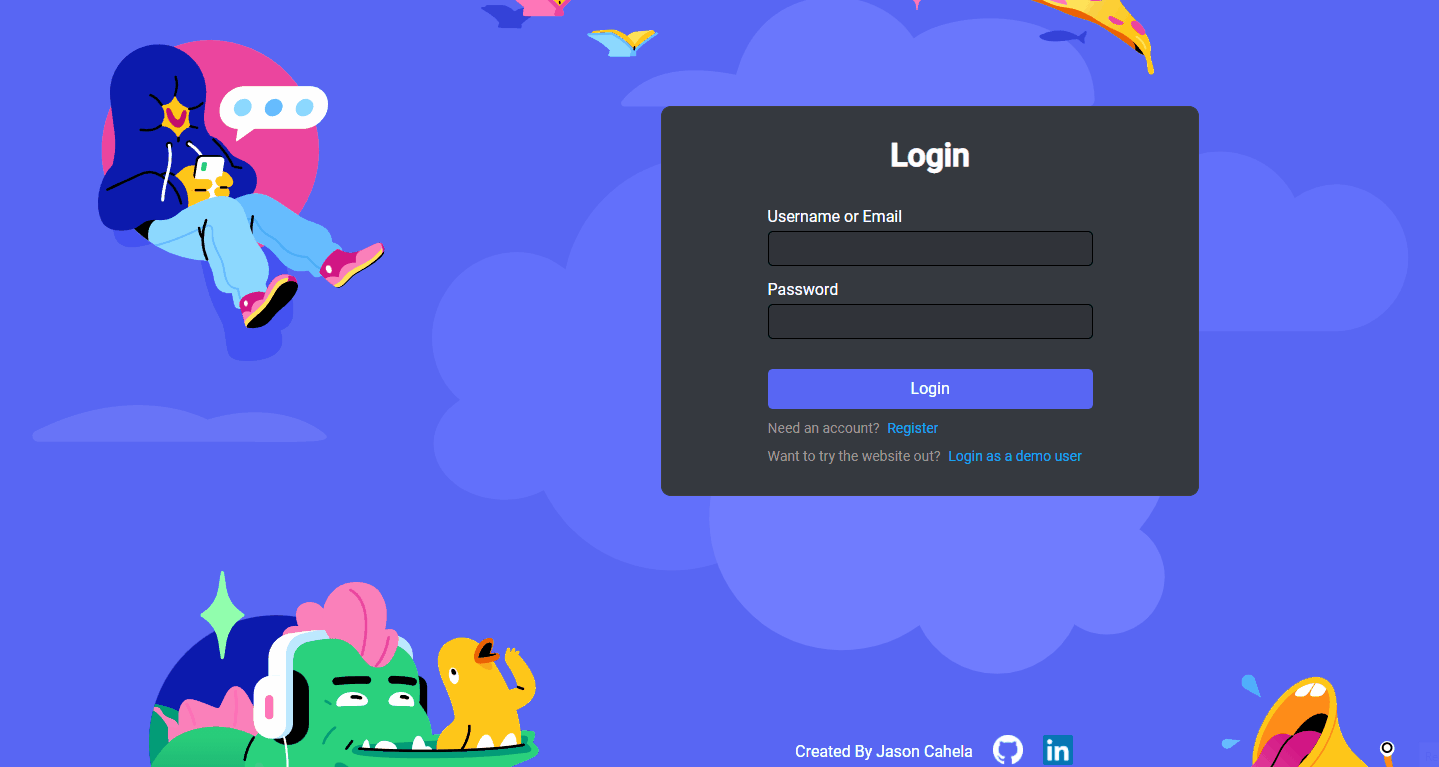 Login
Username or Email
Password
Login
Need an account? Register
Want to try the website out? Login as a demo user
Created By Jason Cahela
in